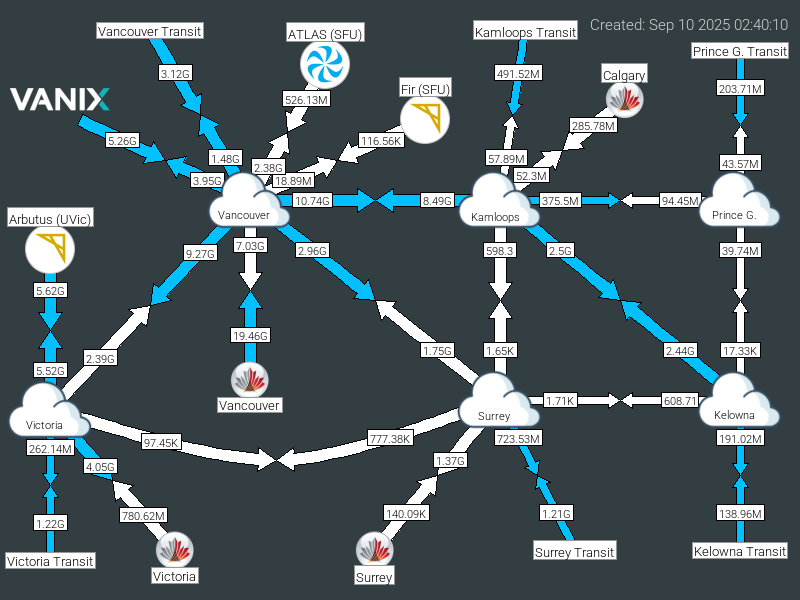 Created: Sep 10 2025 02:40:10
Vancouver Transit
ATLAS (SFU)
Kamloops Transit
Prince G. Transit
3.12G
491.52M
Calgary
203.71M
VANIX
526.13M
Fir (SFU)
5.26G
116.56K
285.78M
1.48G
2.38G
57.89M
43.57M
3.95G
18.89M
52.3M
10.74G
8.49G
375.5M
94.45M
Vancouver
Kamloops
Prince G.
Arbutus (UVic)
9.27G
7.03G
2.96G
598.3
2.5G
39.74M
5.62G
19.46G
2.39G
1.75G
1.65K
2.44G
17.33K
5.52G
Vancouver
1.71K
608.71
Victoria
Surrey
Kelowna
262.14M
97.45K
777.38K
723.53M
191.02M
4.05G
1.37G
1.22G
780.62M
140.09K
1.21G
138.96M
Victoria Transit
Victoria
Surrey
Surrey Transit
Kelowna Transit